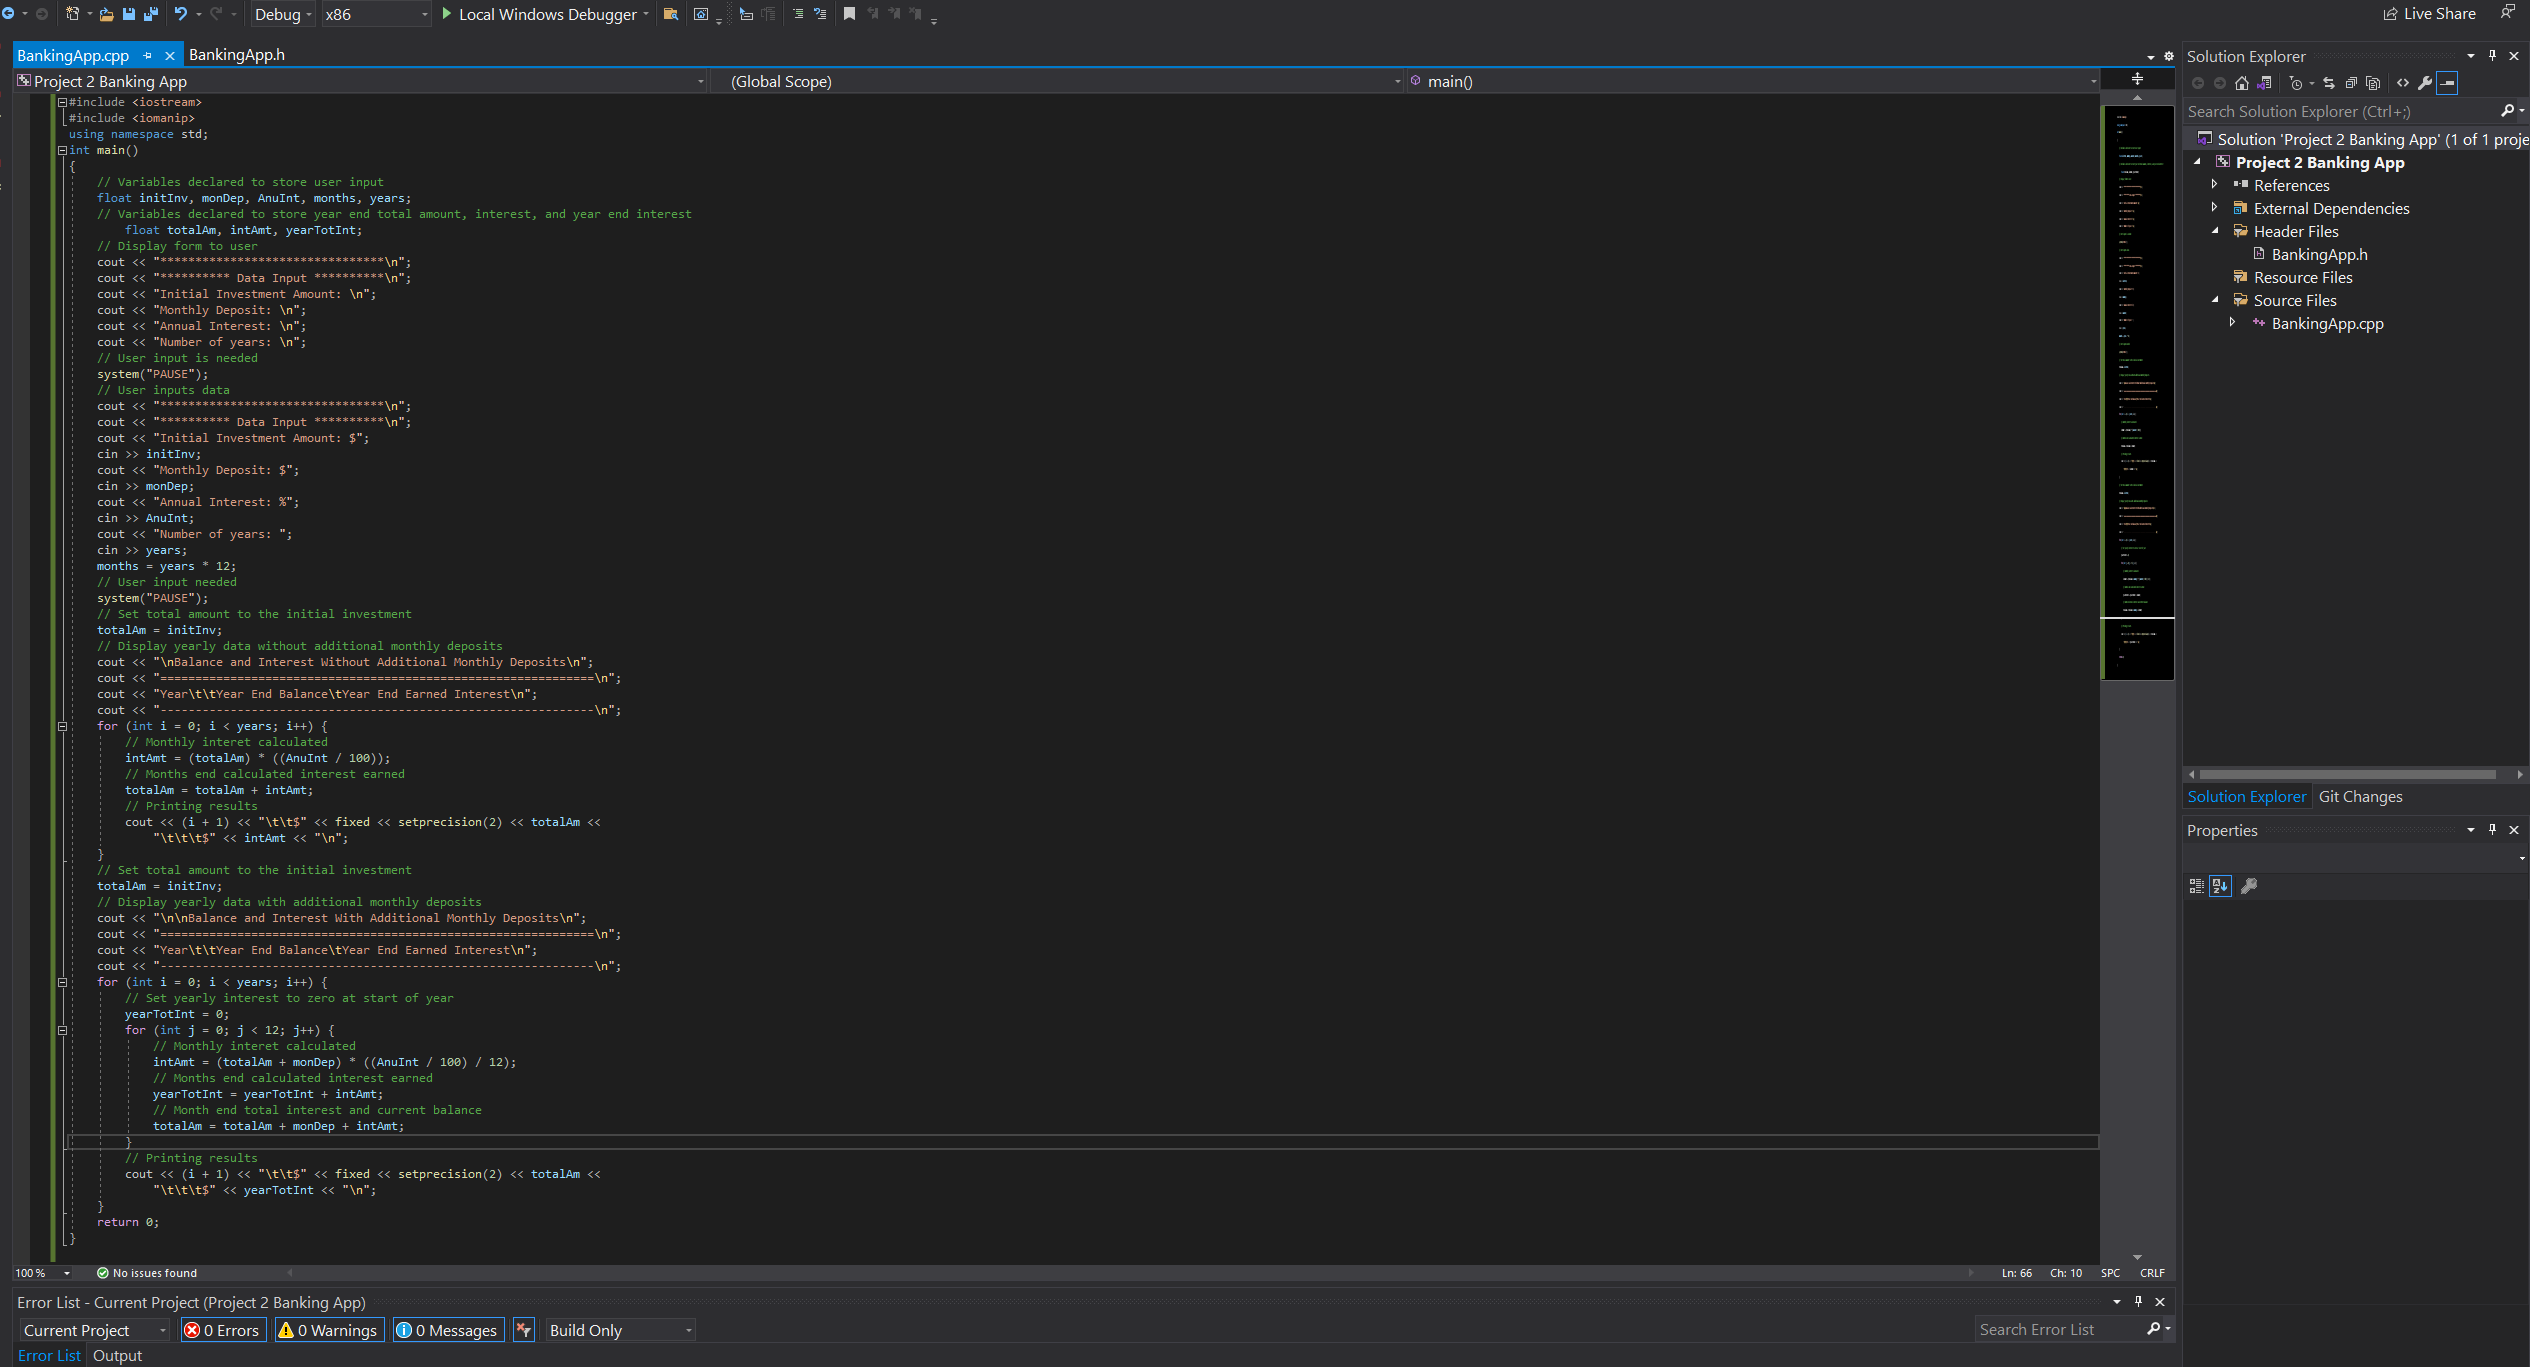 Debug
x86
Local Windows Debugger
Live Share
BankingApp.cpp
BankingApp.h
Project 2 Banking App
(Global Scope)
main()
#include <iostream>
#include <iomanip>
using namespace std;
int main()
{
// Variables declared to store user input
float initInv, monDep, AnuInt, months, years;
// Variables declared to store year end total amount, interest, and year end interest
float totalAm, intAmt, yearTotInt;
// Display form to user
cout << "********************************\n";
cout << "********** Data Input **********\n";
cout << "Initial Investment Amount: \n";
cout << "Monthly Deposit: \n";
cout << "Annual Interest: \n";
cout << "Number of years: \n";
// User input is needed
system("PAUSE");
// User inputs data
cout << "********************************\n";
cout << "********** Data Input **********\n";
cout << "Initial Investment Amount: $";
cin >> initInv;
cout << "Monthly Deposit: $";
cin >> monDep;
cout << "Annual Interest: %";
cin >> AnuInt;
cout << "Number of years: ";
cin >> years;
months = years * 12;
// User input needed
system("PAUSE");
// Set total amount to the initial investment
totalAm = initInv;
// Display yearly data without additional monthly deposits
cout << "\nBalance and Interest Without Additional Monthly Deposits\n";
cout << "==============================================================\n";
cout << "Year\t\tYear End Balance\tYear End Earned Interest\n";
cout << "--------------------------------------------------------------\n";
for (int i = 0; i < years; i++) {
// Monthly interet calculated
intAmt = (totalAm) * ((AnuInt / 100));
// Months end calculated interest earned
totalAm = totalAm + intAmt;
// Printing results
cout << (i + 1) << "\t\t$" << fixed << setprecision(2) << totalAm <<
"\t\t\t$" << intAmt << "\n";
}
// Set total amount to the initial investment
totalAm = initInv;
// Display yearly data with additional monthly deposits
cout << "\n\nBalance and Interest With Additional Monthly Deposits\n";
cout << "==============================================================\n";
cout << "Year\t\tYear End Balance\tYear End Earned Interest\n";
cout << "--------------------------------------------------------------\n";
for (int i = 0; i < years; i++) {
// Set yearly interest to zero at start of year
yearTotInt = 0;
for (int j = 0; j < 12; j++) {
// Monthly interet calculated
intAmt = (totalAm + monDep) * ((AnuInt / 100) / 12);
// Months end calculated interest earned
yearTotInt = yearTotInt + intAmt;
// Month end total interest and current balance
totalAm = totalAm + monDep + intAmt;
}
// Printing results
cout << (i + 1) << "\t\t$" << fixed << setprecision(2) << totalAm <<
"\t\t\t$" << yearTotInt << "\n";
}
return 0;
}
100 %
No issues found
Ln: 66
Ch: 10
SPC
CRLF
Error List - Current Project (Project 2 Banking App)
Current Project
0 Errors
0 Warnings
0 Messages
Build Only
Search Error List
Error List
Output
Solution Explorer
Search Solution Explorer (Ctrl+;)
Solution 'Project 2 Banking App' (1 of 1 proje
Project 2 Banking App
References
External Dependencies
Header Files
BankingApp.h
Resource Files
Source Files
BankingApp.cpp
Solution Explorer
Git Changes
Properties